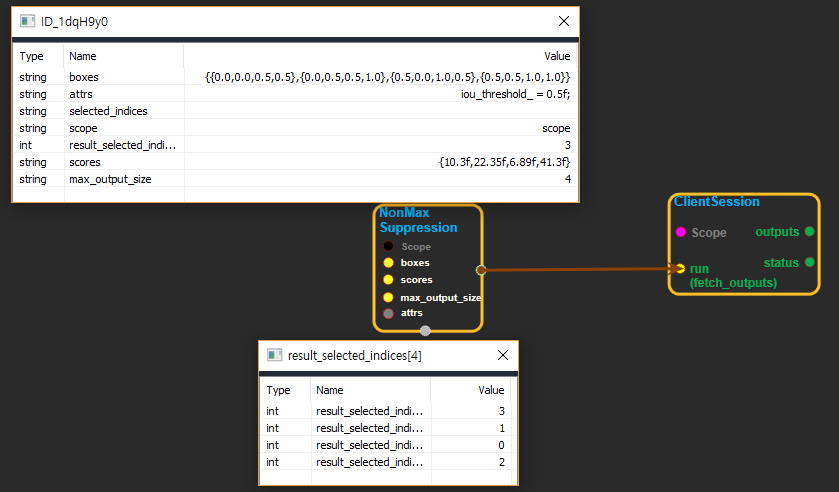 ID_1dqH9y0
Type Name Value
string boxes {{0.0,0.0,0.5,0.5},{0.0,0.5,0.5,1.0},{0.5,0.0,1.0,0.5},{0.5,0.5,1.0,1.0}}
string attrs iou_threshold_ = 0.5f;
string selected_indices
string scope scope
int result_selected_indi... 3
string scores {10.3f,22.35f,6.89f,41.3f}
string max_output_size 4
NonMax
Suppression
Scope
boxes
scores
max_output_size
attrs
ClientSession
Scope outputs
status
run
(fetch_outputs)
result_selected_indices[4]
Type Name Value
int result_selected_indi... 3
int result_selected_indi... 1
int result_selected_indi... 0
int result_selected_indi... 2